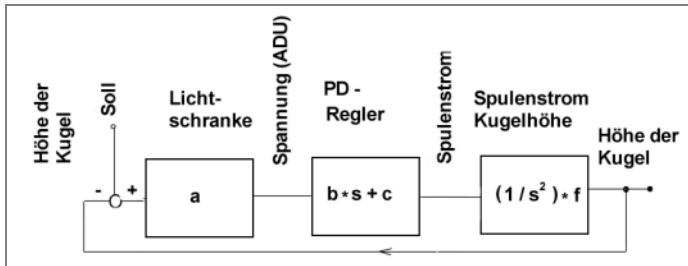 Höhe der
Kugel
Soll
Licht-
schranke
Spannung (ADU)
PD -
Regler
Spulenstrom
Spulenstrom
Kugelhöhe
Höhe der
Kugel
- +
a
b*s+c
(1/s²)*f